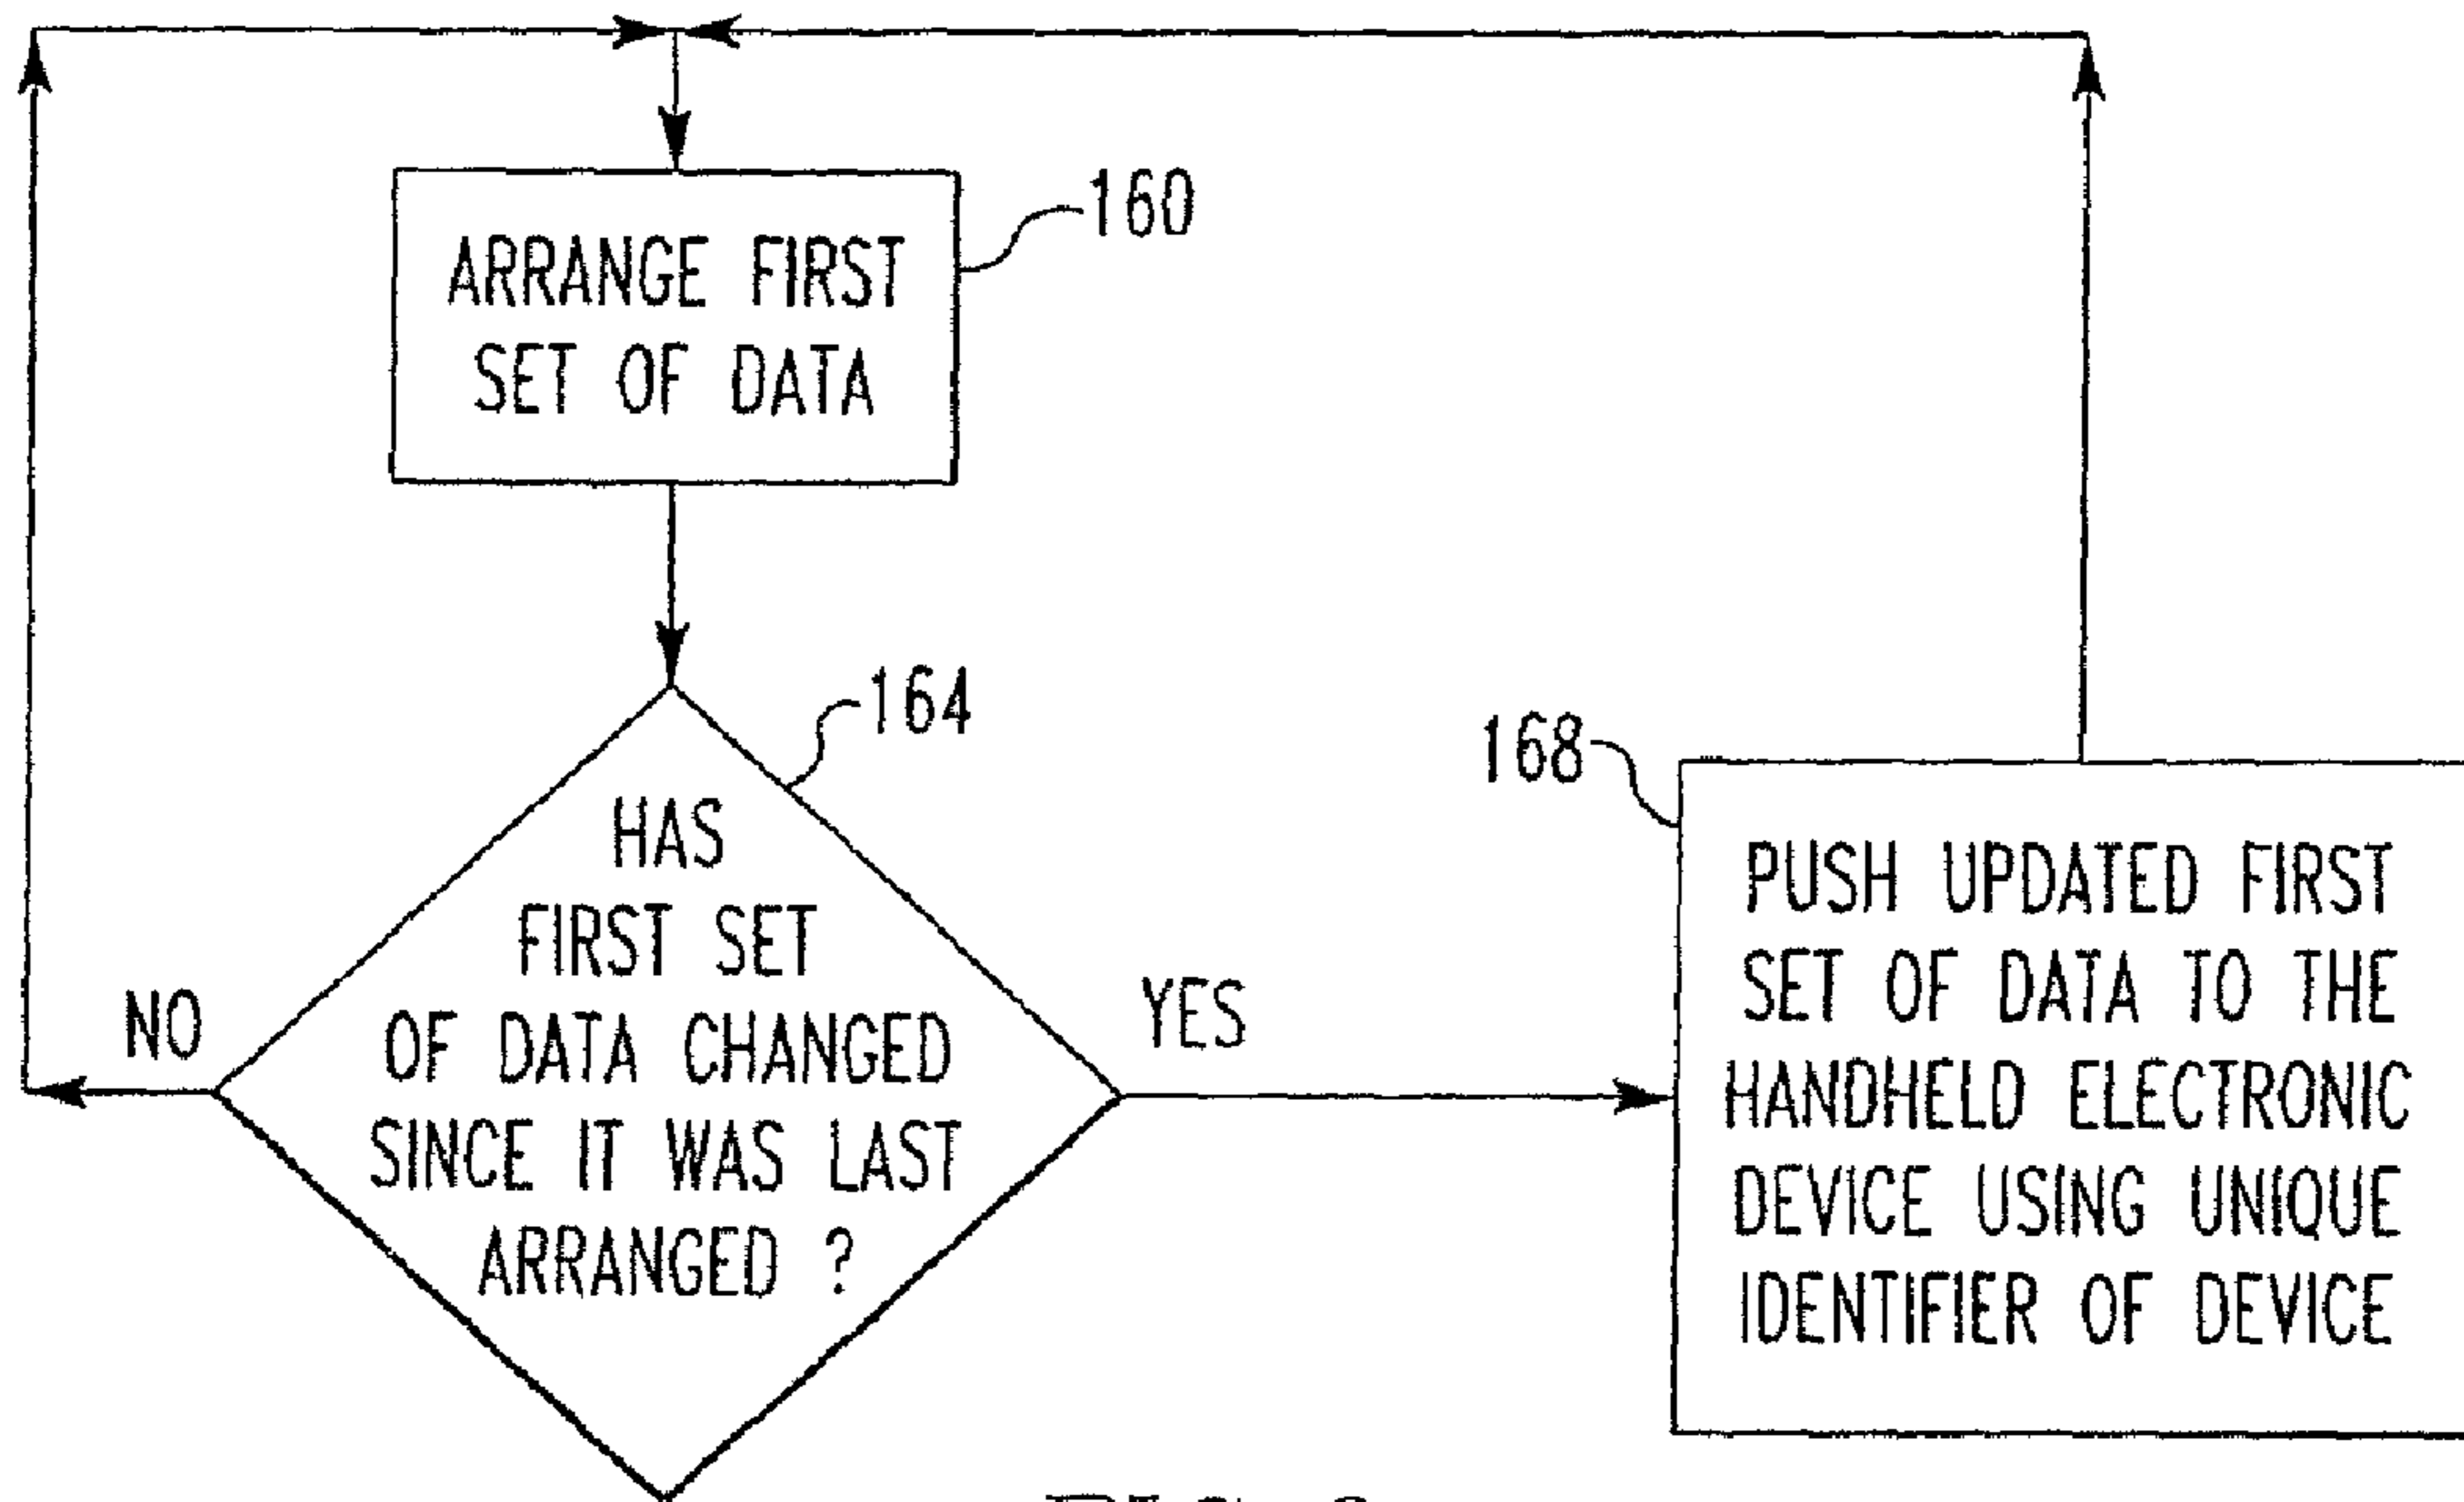 160
ARRANGE FIRST
SET OF DATA
164
HAS
FIRST SET
OF DATA CHANGED
SINCE IT WAS LAST
ARRANGED ?
NO
YES
168
PUSH UPDATED FIRST
SET OF DATA TO THE
HANDHELD ELECTRONIC
DEVICE USING UNIQUE
IDENTIFIER OF DEVICE